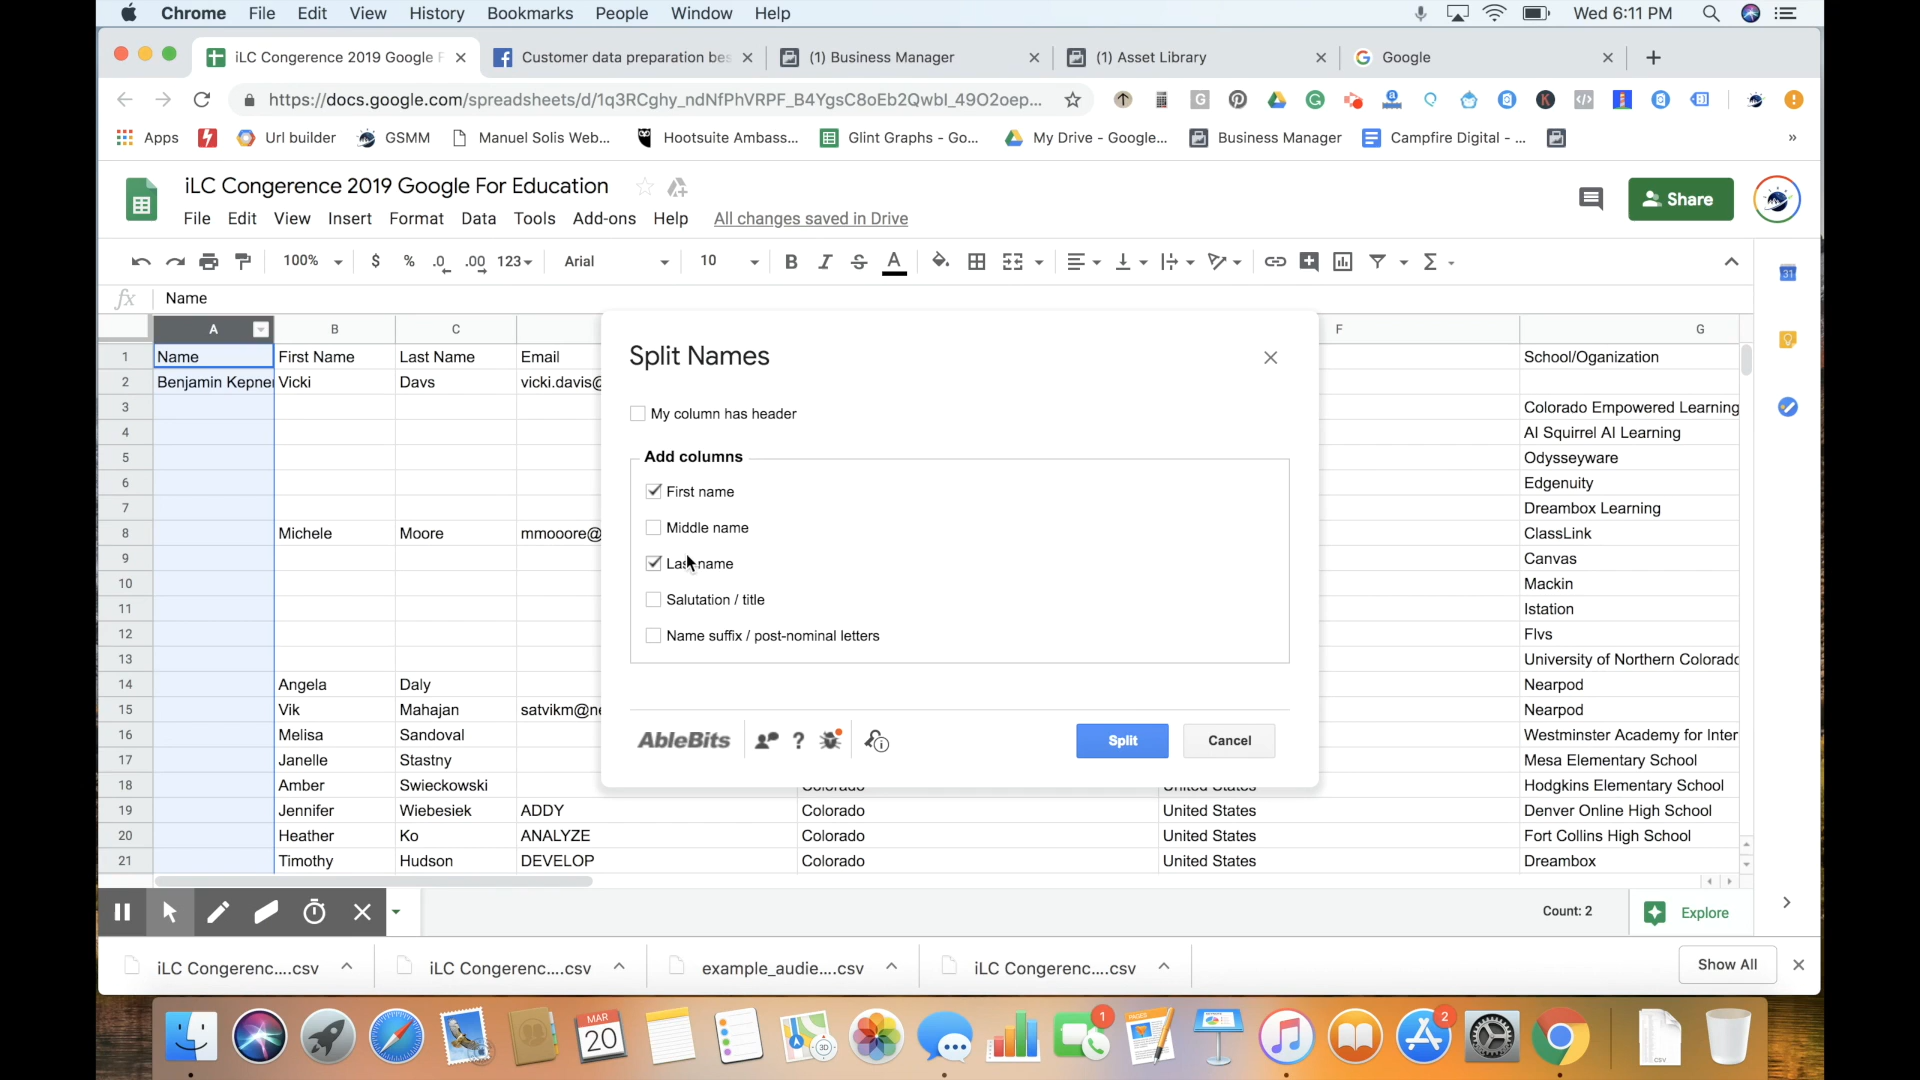 Chrome File Edit View History Bookmarks People Window Help Wed 6:11 PM
iLC Congerence 2019 Google F Customer data preparation bes (1) Business Manager (1) Asset Library Google
https://docs.google.com/spreadsheets/d/1q3RCghy_ndNfPhVRPF_B4YgsC8oEb2Qwbl_49O2oep...
Apps Url builder GSMM Manuel Solis Web... Hootsuite Ambass... Glint Graphs - Go... My Drive - Google... Business Manager Campfire Digital - ... »
iLC Congerence 2019 Google For Education
File Edit View Insert Format Data Tools Add-ons Help All changes saved in Drive
Share
100% $ % .0 .00 123 Arial 10 B I S A Σ
31
fx Name
A B C F G
1 Name First Name Last Name Email School/Oganization
2 Benjamin Kepner Vicki Davs vicki.davis@
3 Colorado Empowered Learning
4 AI Squirrel AI Learning
5 Odysseyware
6 Edgenuity
7 Dreambox Learning
8 Michele Moore mmooore@ ClassLink
9 Canvas
10 Mackin
11 Istation
12 Flvs
13 University of Northern Colorado
14 Angela Daly Nearpod
15 Vik Mahajan satvikm@ne Nearpod
16 Melisa Sandoval Westminster Academy for Inter
17 Janelle Stastny Mesa Elementary School
18 Amber Swieckowski Colorado United States Hodgkins Elementary School
19 Jennifer Wiebesiek ADDY Colorado United States Denver Online High School
20 Heather Ko ANALYZE Colorado United States Fort Collins High School
21 Timothy Hudson DEVELOP Colorado United States Dreambox
Split Names
My column has header
Add columns
First name
Middle name
Last name
Salutation / title
Name suffix / post-nominal letters
AbleBits ? Split Cancel
Count: 2 Explore
iLC Congerenc....csv iLC Congerenc....csv example_audie....csv iLC Congerenc....csv Show All
MAR
20
3D
PAGES
1
2
CSV